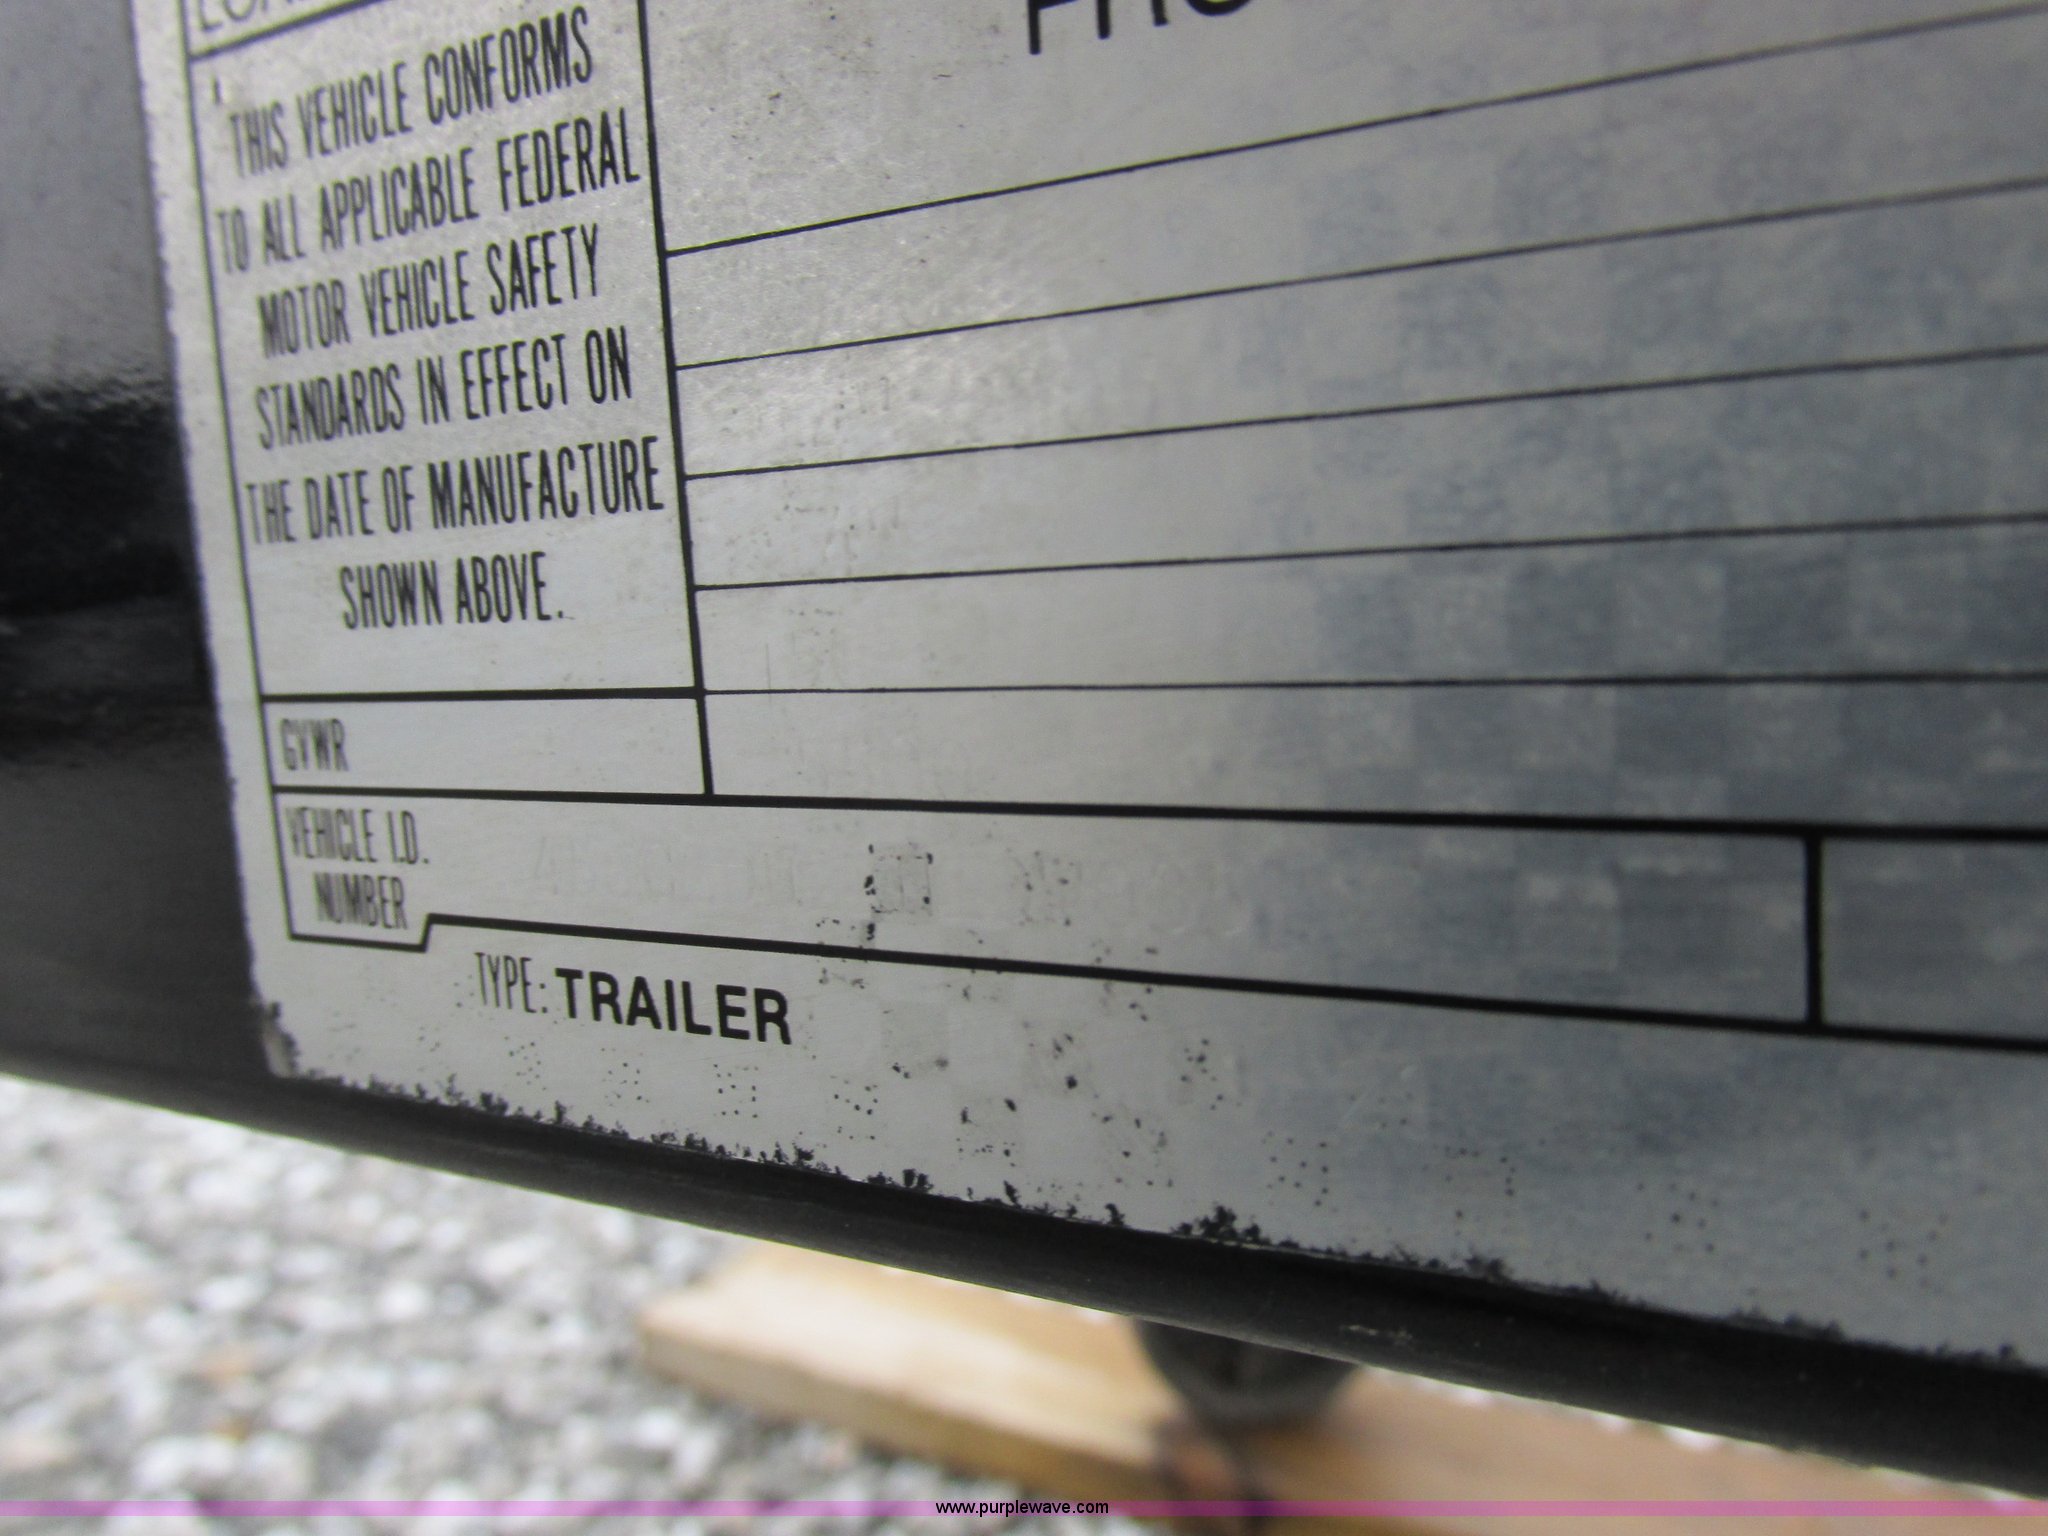 THIS VEHICLE CONFORMS
TO ALL APPLICABLE FEDERAL
MOTOR VEHICLE SAFETY
STANDARDS IN EFFECT ON
THE DATE OF MANUFACTURE
SHOWN ABOVE.
GVWR
VEHICLE I.D.
NUMBER
TYPE: TRAILER
www.purplewave.com